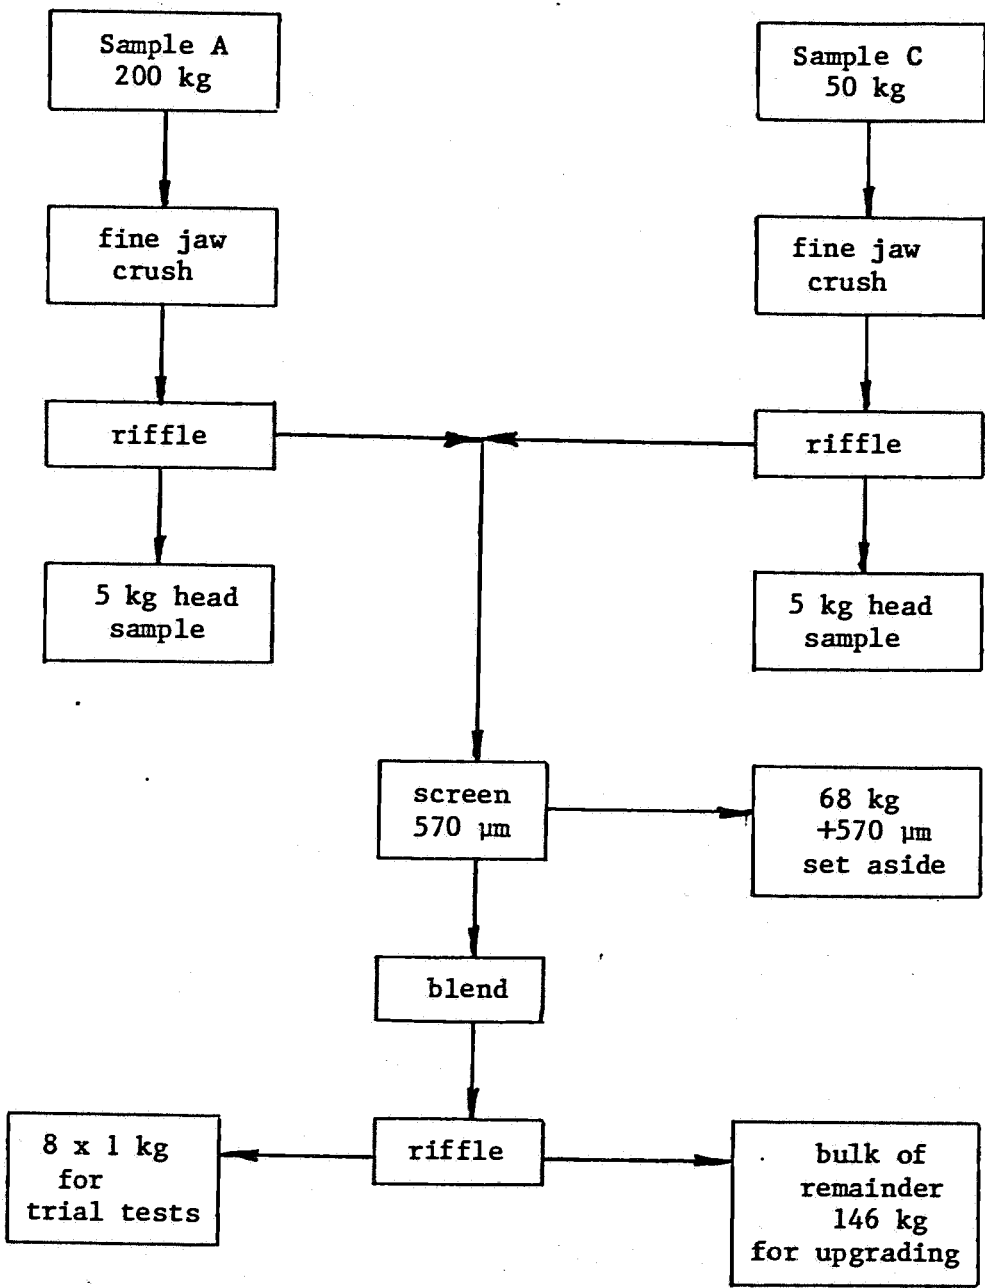 Sample A
200 kg
Sample C
50 kg
fine jaw
crush
fine jaw
crush
riffle
riffle
5 kg head
sample
5 kg head
sample
screen
570 µm
68 kg
+570 µm
set aside
blend
riffle
8 x 1 kg
for
trial tests
bulk of
remainder
146 kg
for upgrading